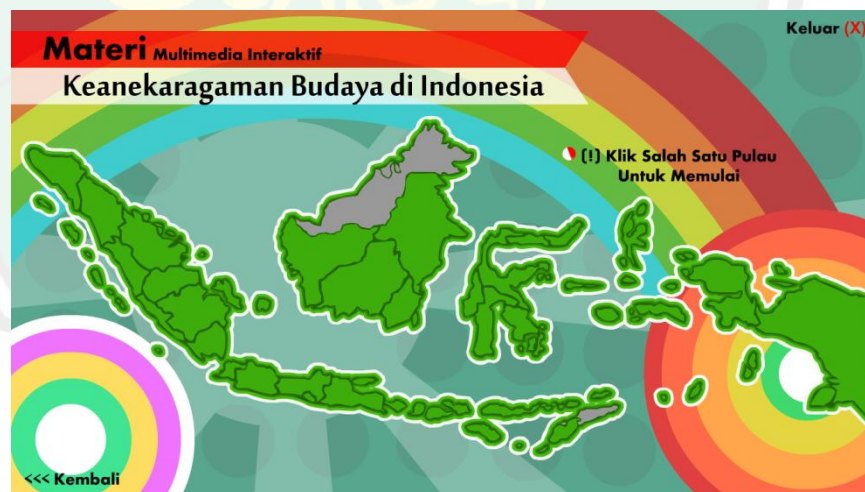 Keluar (X)
Materi Multimedia Interaktif
Keanekaragaman Budaya di Indonesia
(!) Klik Salah Satu Pulau
Untuk Memulai
<<< Kembali